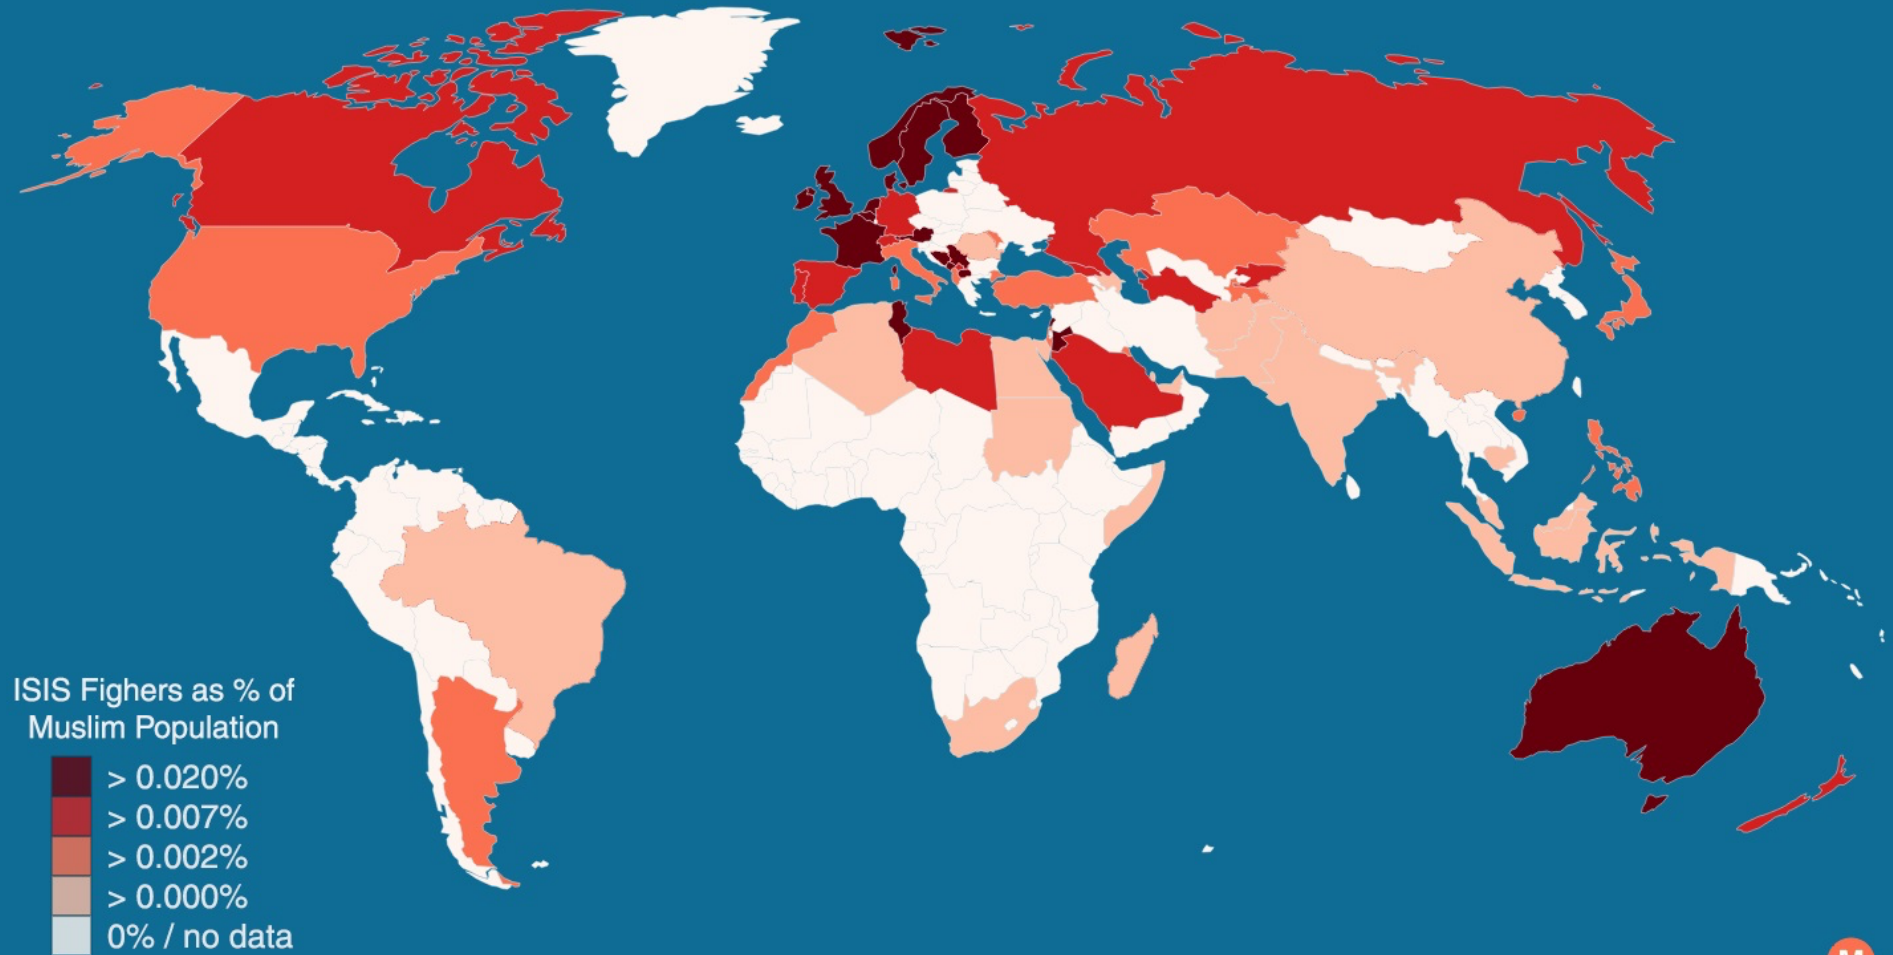 ISIS Fighers as % of
Muslim Population
> 0.020%
> 0.007%
> 0.002%
> 0.000%
0% / no data